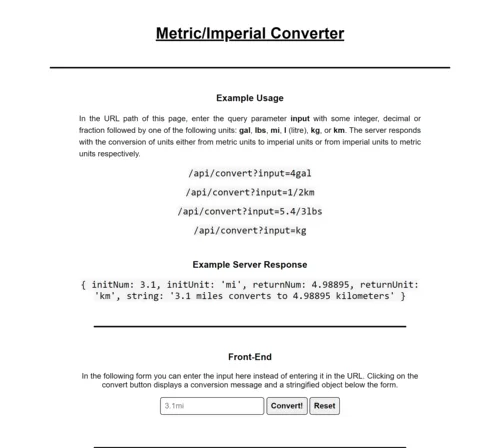 Metric/Imperial Converter
Example Usage
In the URL path of this page, enter the query parameter input with some integer, decimal or
fraction followed by one of the following units: gal, lbs, mi, l (litre), kg, or km. The server responds
with the conversion of units either from metric units to imperial units or from imperial units to metric
units respectively.
/api/convert?input=4gal
/api/convert?input=1/2km
/api/convert?input=5.4/3lbs
/api/convert?input=kg
Example Server Response
{ initNum: 3.1, initUnit: 'mi', returnNum: 4.98895, returnUnit:
'km', string: '3.1 miles converts to 4.98895 kilometers' }
Front-End
In the following form you can enter the input here instead of entering it in the URL. Clicking on the
convert button displays a conversion message and a stringified object below the form.
3.1mi Convert! Reset